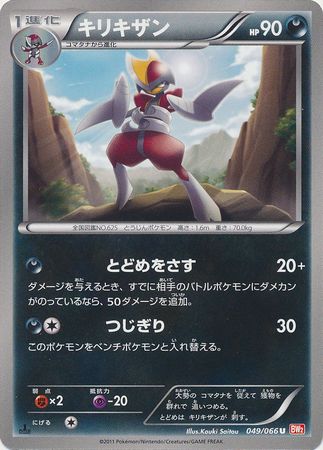 1進化
キリキザン
HP90
コマタナから進化
全国図鑑NO.625 とうじんポケモン 高さ:1.6m 重さ:70.0kg
とどめをさす 20+
ダメージを与えるとき、すでに相手のバトルポケモンにダメカン
がのっているなら、50ダメージを追加。
つじぎり 30
このポケモンをベンチポケモンと入れ替える。
弱点 抵抗力
×2 -20
にげる
大勢の コマタナを 従えて 獲物を
追いつめる。とどめは キリキザンが刺す。
Illus.Kouki Saitou
BW2 049/066 U
©2011 Pokémon/Nintendo/Creatures/GAME FREAK.